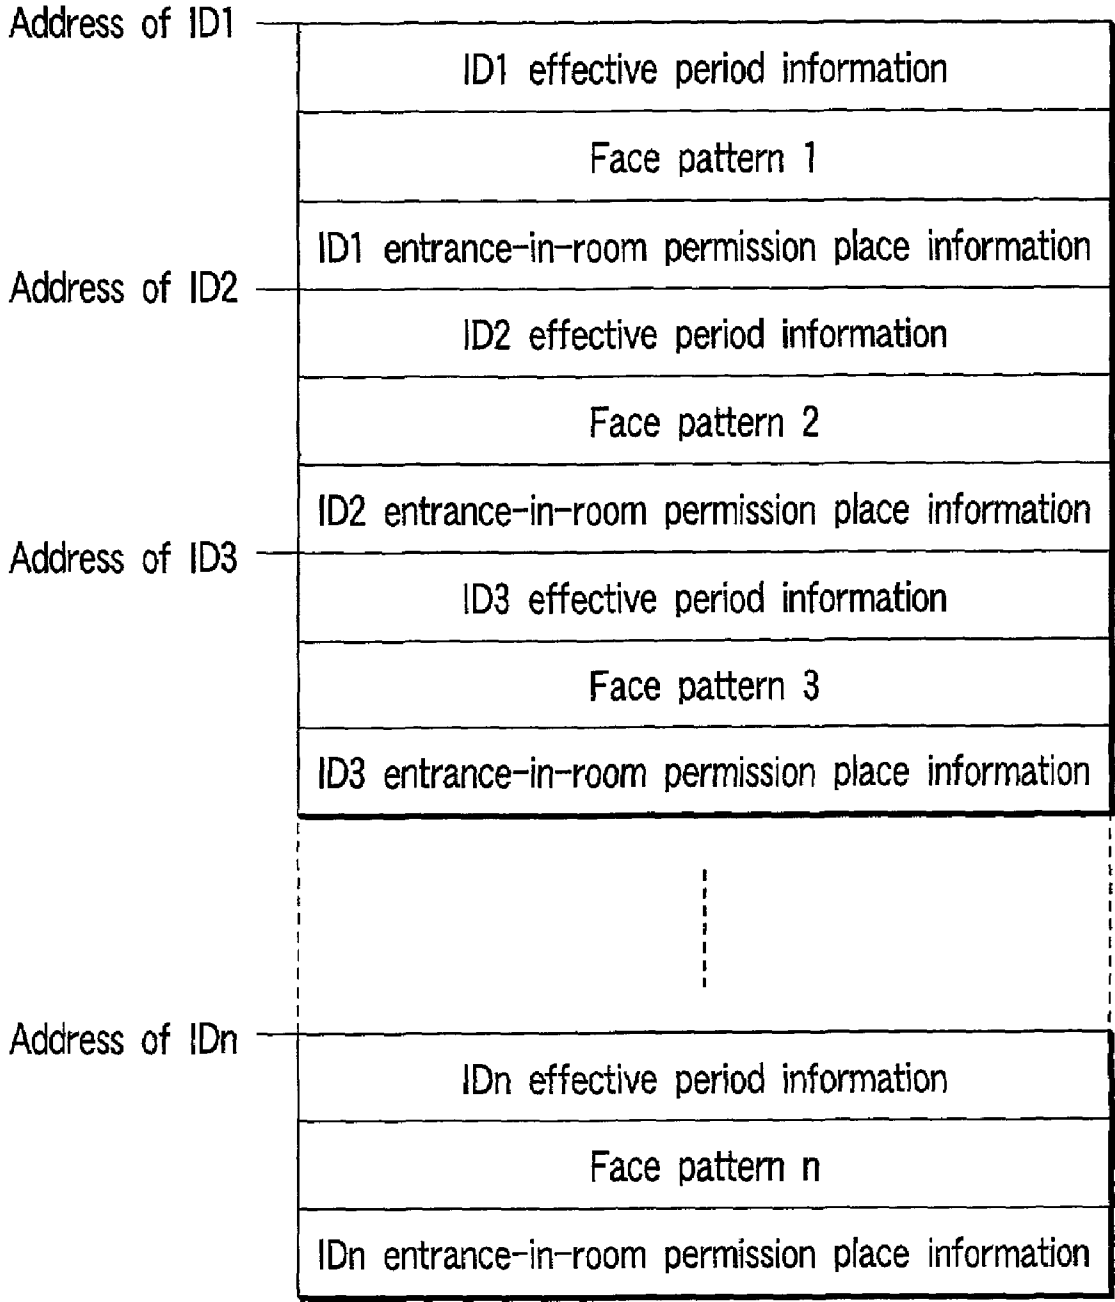 Address of ID1
ID1 effective period information
Face pattern 1
ID1 entrance-in-room permission place information
Address of ID2
ID2 effective period information
Face pattern 2
ID2 entrance-in-room permission place information
Address of ID3
ID3 effective period information
Face pattern 3
ID3 entrance-in-room permission place information
Address of IDn
IDn effective period information
Face pattern n
IDn entrance-in-room permission place information